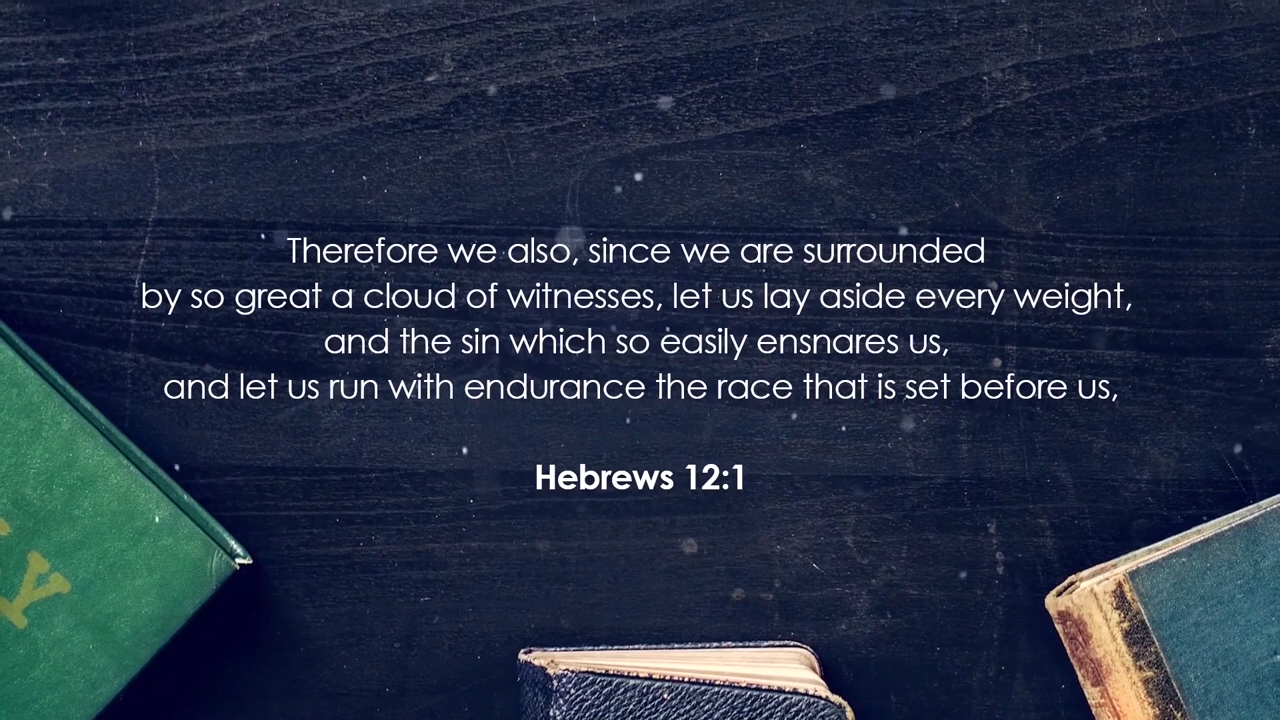 Therefore we also, since we are surrounded
by so great a cloud of witnesses, let us lay aside every weight,
and the sin which so easily ensnares us,
and let us run with endurance the race that is set before us,
Hebrews 12:1
y